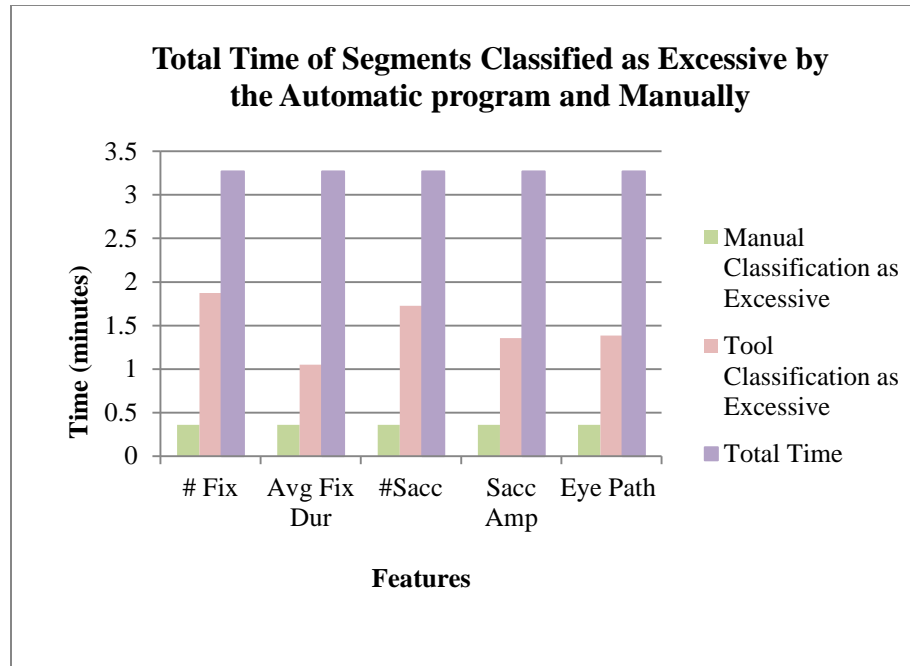 Total Time of Segments Classified as Excessive by
the Automatic program and Manually
3.5
3
2.5
2
1.5
1
0.5
0
Time (minutes)
# Fix
Avg Fix
Dur
#Sacc
Sacc
Amp
Eye Path
Features
Manual
Classification as
Excessive
Tool
Classification as
Excessive
Total Time